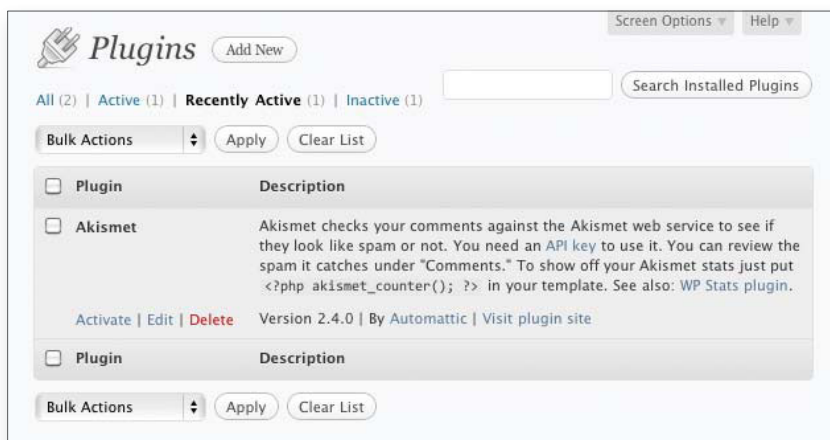 Screen Options Help
Plugins Add New
Search Installed Plugins
All (2) | Active (1) | Recently Active (1) | Inactive (1)
Bulk Actions Apply Clear List
Plugin Description
Akismet Akismet checks your comments against the Akismet web service to see if
they look like spam or not. You need an API key to use it. You can review the
spam it catches under "Comments." To show off your Akismet stats just put
<?php akismet_counter(); ?> in your template. See also: WP Stats plugin.
Activate | Edit | Delete Version 2.4.0 | By Automattic | Visit plugin site
Plugin Description
Bulk Actions Apply Clear List